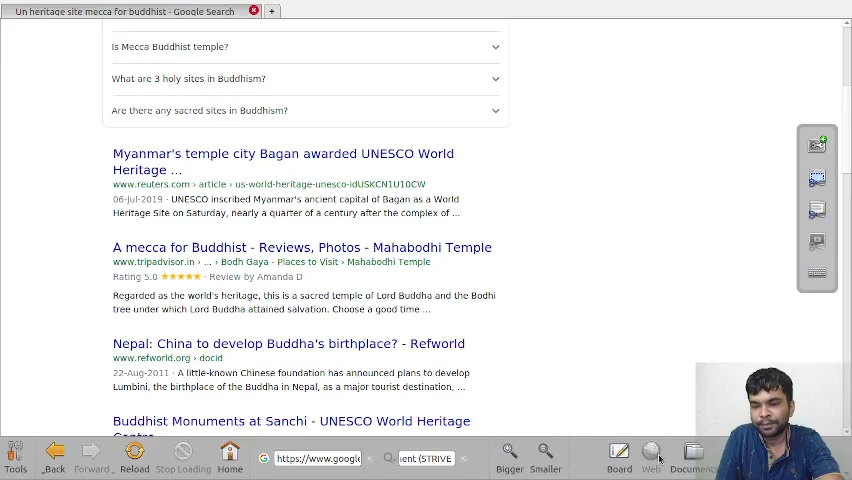 Un heritage site mecca for buddhist - Google Search
Is Mecca Buddhist temple?
What are 3 holy sites in Buddhism?
Are there any sacred sites in Buddhism?
Myanmar's temple city Bagan awarded UNESCO World
Heritage ...
www.reuters.com › article › us-world-heritage-unesco-idUSKCN1U10CW
06-Jul-2019 - UNESCO inscribed Myanmar's ancient capital of Bagan as a World
Heritage Site on Saturday, nearly a quarter of a century after the complex of ...
A mecca for Buddhist - Reviews, Photos - Mahabodhi Temple
www.tripadvisor.in › ... › Bodh Gaya - Places to Visit › Mahabodhi Temple
Rating 5.0 ★★★★★ - Review by Amanda D
Regarded as the world's heritage, this is a sacred temple of Lord Buddha and the Bodhi
tree under which Lord Buddha attained salvation. Choose a good time ...
Nepal: China to develop Buddha's birthplace? - Refworld
www.refworld.org › docid
22-Aug-2011 - A little-known Chinese foundation has announced plans to develop
Lumbini, the birthplace of the Buddha in Nepal, as a major tourist destination, ...
Buddhist Monuments at Sanchi - UNESCO World Heritage
Centre
Tools Back Forward Reload Stop Loading Home https://www.google ent (STRIVE Bigger Smaller Board Web Documents